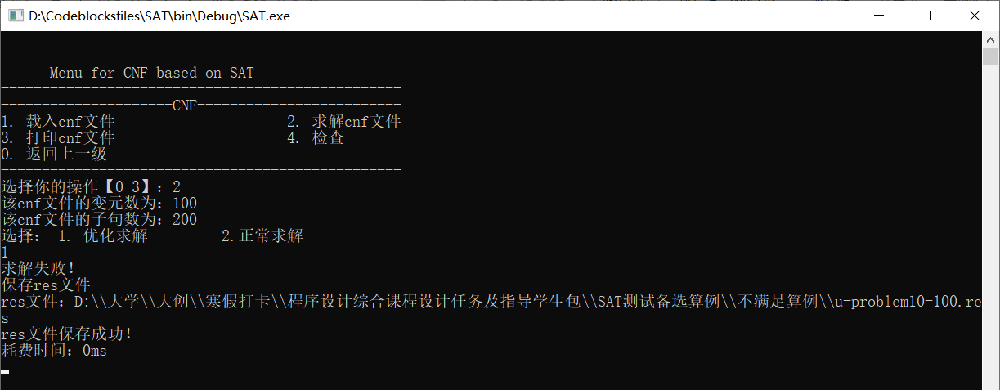 D:\Codeblocksfiles\SAT\bin\Debug\SAT.exe
Menu for CNF based on SAT
-------------------------------------------------
---------------------CNF-------------------------
1. 载入cnf文件                     2. 求解cnf文件
3. 打印cnf文件                     4. 检查
0. 返回上一级
-------------------------------------------------
选择你的操作【0-3】: 2
该cnf文件的变元数为: 100
该cnf文件的子句数为: 200
选择: 1. 优化求解         2.正常求解
1
求解失败!
保存res文件
res文件: D:\\大学\\大创\\寒假打卡\\程序设计综合课程设计任务及指导学生包\\SAT测试备选算例\\不满足算例\\u-problem10-100.re
s
res文件保存成功!
耗费时间: 0ms